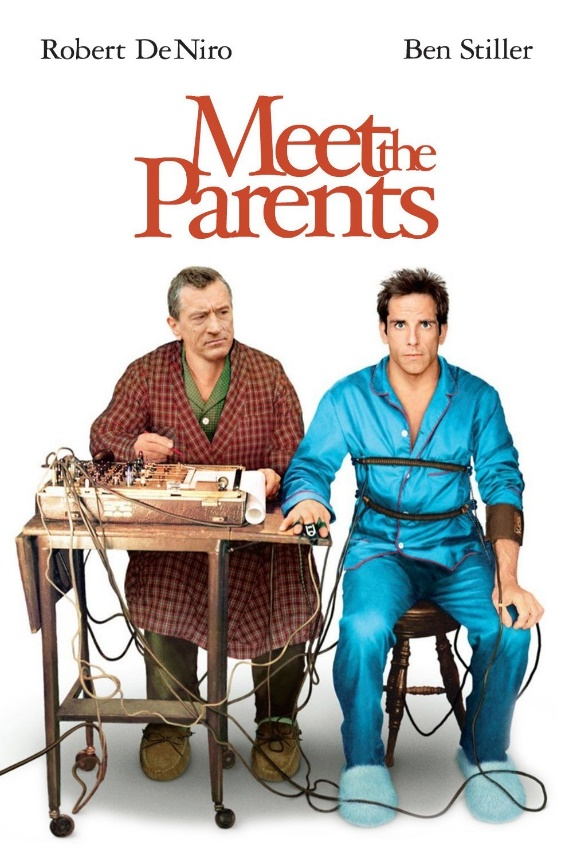 Robert De Niro
Ben Stiller
Meet the
Parents